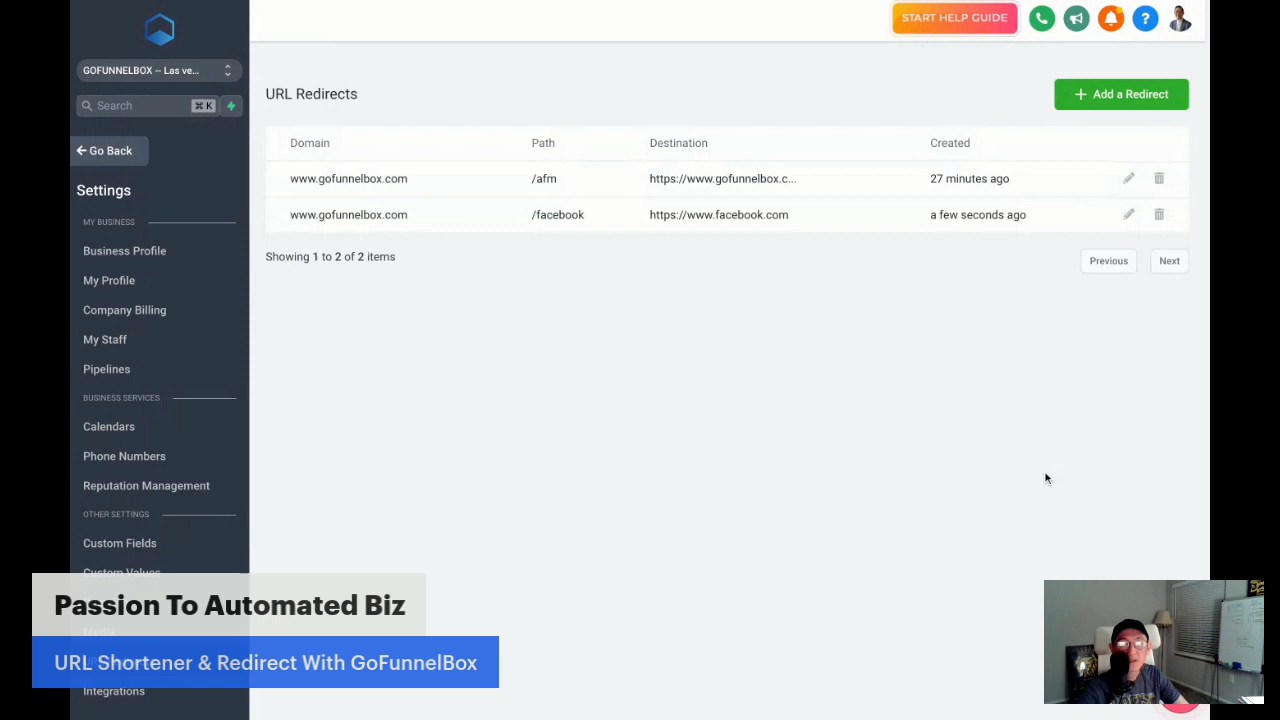 START HELP GUIDE
GOFUNNELBOX -- Las ve...
Search ⌘ K
Go Back
Settings
MY BUSINESS
Business Profile
My Profile
Company Billing
My Staff
Pipelines
BUSINESS SERVICES
Calendars
Phone Numbers
Reputation Management
OTHER SETTINGS
Custom Fields
Custom Values
Media
Integrations
URL Redirects
+ Add a Redirect
Domain Path Destination Created
www.gofunnelbox.com /afm https://www.gofunnelbox.c... 27 minutes ago
www.gofunnelbox.com /facebook https://www.facebook.com a few seconds ago
Showing 1 to 2 of 2 items
Previous Next
Passion To Automated Biz
URL Shortener & Redirect With GoFunnelBox